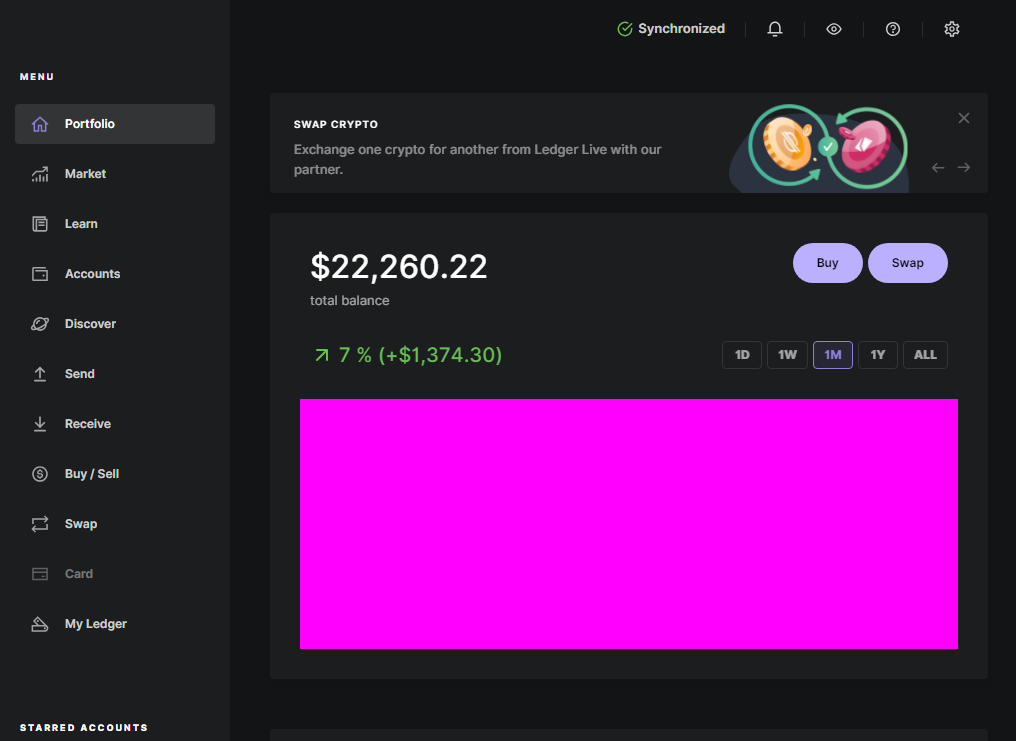 Synchronized
MENU
Portfolio
Market
Learn
Accounts
Discover
Send
Receive
Buy / Sell
Swap
Card
My Ledger
STARRED ACCOUNTS
SWAP CRYPTO
Exchange one crypto for another from Ledger Live with our
partner.
$22,260.22
total balance
Buy
Swap
7 % (+$1,374.30)
1D
1W
1M
1Y
ALL